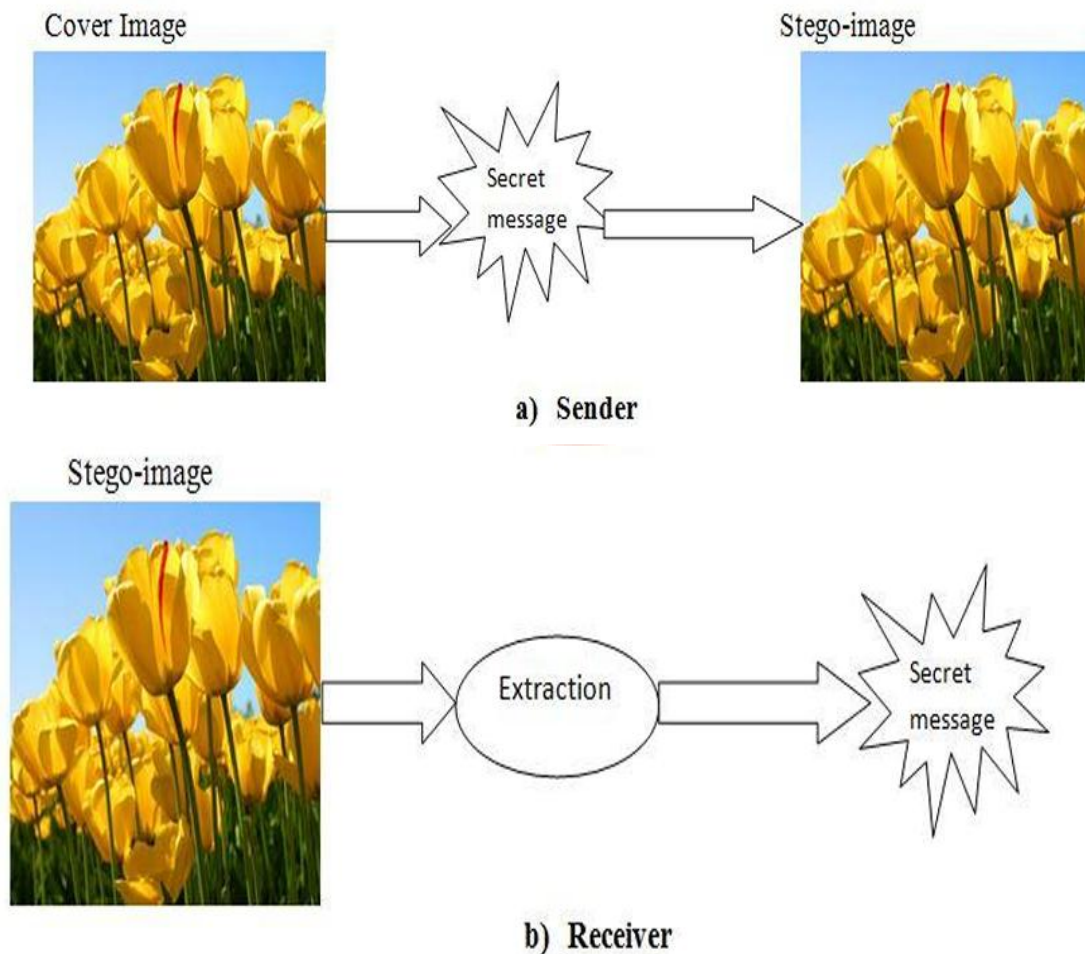 Cover Image
Stego-image
Secret
message
a) Sender
Stego-image
Extraction
Secret
message
b) Receiver